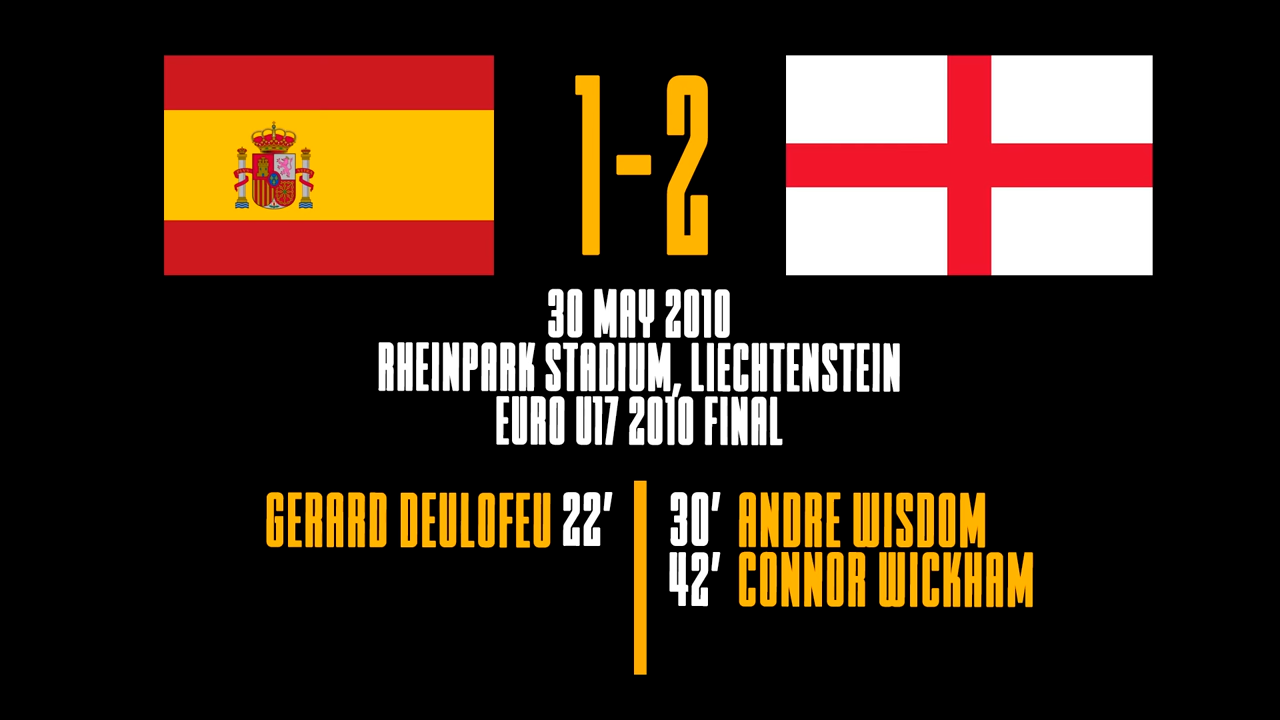 1-2
30 MAY 2010
RHEINPARK STADIUM, LIECHTENSTEIN
EURO U17 2010 FINAL
GERARD DEULOFEU 22'
30' ANDRE WISDOM
42' CONNOR WICKHAM